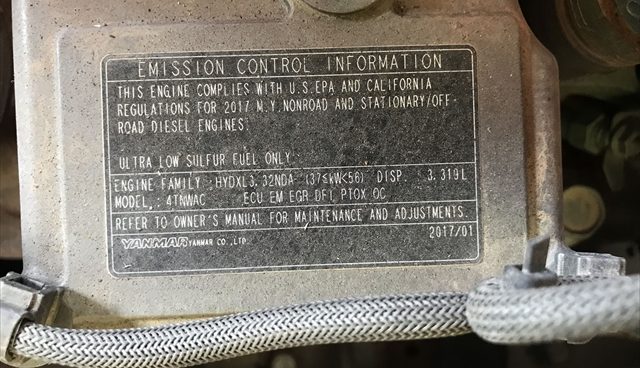 EMISSION CONTROL INFORMATION
THIS ENGINE COMPLIES WITH U.S.EPA AND CALIFORNIA
REGULATIONS FOR 2017 M.Y.NONROAD AND STATIONARY/OFF-
ROAD DIESEL ENGINES.
ULTRA LOW SULFUR FUEL ONLY
ENGINE FAMILY : HYDXL3.32NDA (37≤kW<56) DISP. 3.319L
MODEL : 4TNWAC ECU EM EGR DFI PTOX OC
REFER TO OWNER'S MANUAL FOR MAINTENANCE AND ADJUSTMENTS.
YANMAR YANMAR CO.,LTD. 2017/01